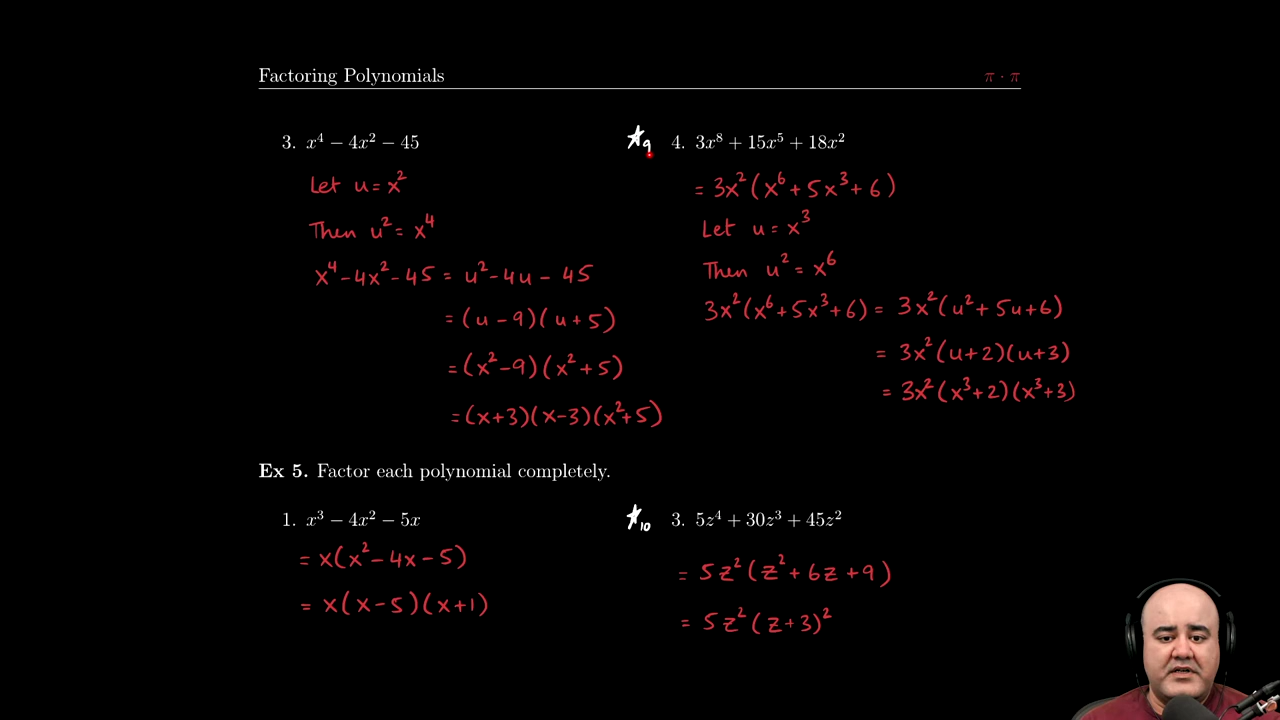 Factoring Polynomials π · π
3. x⁴ − 4x² − 45
Let u = x²
Then u² = x⁴
x⁴ − 4x² − 45 = u² − 4u − 45
= (u − 9)(u + 5)
= (x² − 9)(x² + 5)
= (x + 3)(x − 3)(x² + 5)
★9 4. 3x⁸ + 15x⁵ + 18x²
= 3x²(x⁶ + 5x³ + 6)
Let u = x³
Then u² = x⁶
3x²(x⁶ + 5x³ + 6) = 3x²(u² + 5u + 6)
= 3x²(u + 2)(u + 3)
= 3x²(x³ + 2)(x³ + 3)
Ex 5. Factor each polynomial completely.
1. x³ − 4x² − 5x
= x(x² − 4x − 5)
= x(x − 5)(x + 1)
★10 3. 5z⁴ + 30z³ + 45z²
= 5z²(z² + 6z + 9)
= 5z²(z + 3)²